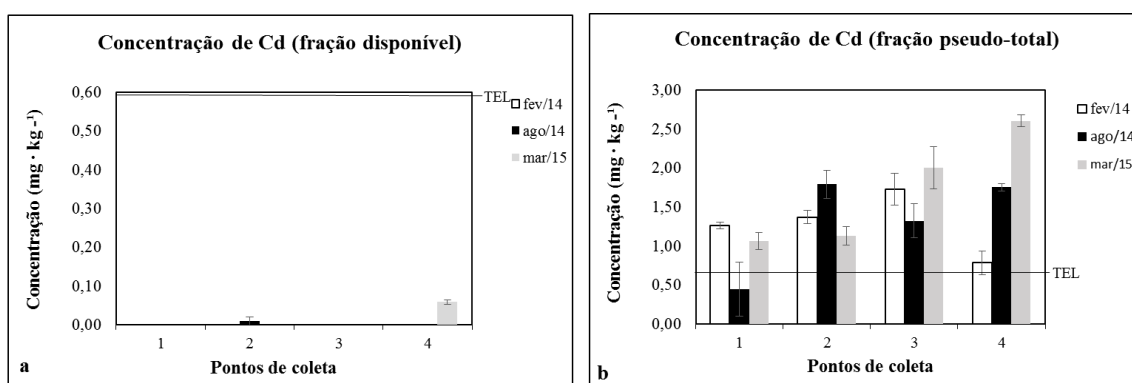 Concentração de Cd (fração disponível)
Concentração (mg · kg -¹)
0,60
0,50
0,40
0,30
0,20
0,10
0,00
TEL
fev/14
ago/14
mar/15
1 2 3 4
Pontos de coleta
a
Concentração de Cd (fração pseudo-total)
Concentração (mg · kg -¹)
3,00
2,50
2,00
1,50
1,00
0,50
0,00
fev/14
ago/14
mar/15
TEL
1 2 3 4
Pontos de coleta
b